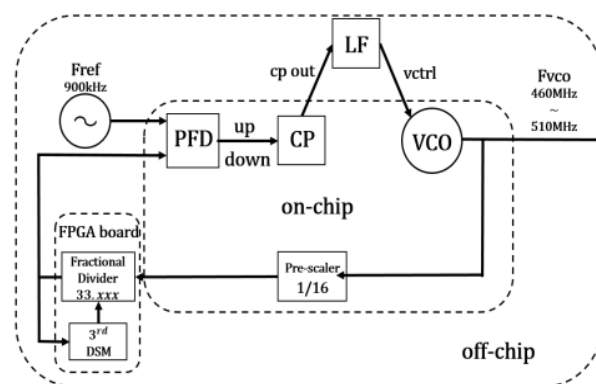 LF
Fref
900kHz
cp out
vctrl
Fvco
460MHz
~
510MHz
~
PFD
up
down
CP
VCO
on-chip
FPGA board
Fractional
Divider
33.xxx
Pre-scaler
1/16
3rd
DSM
off-chip